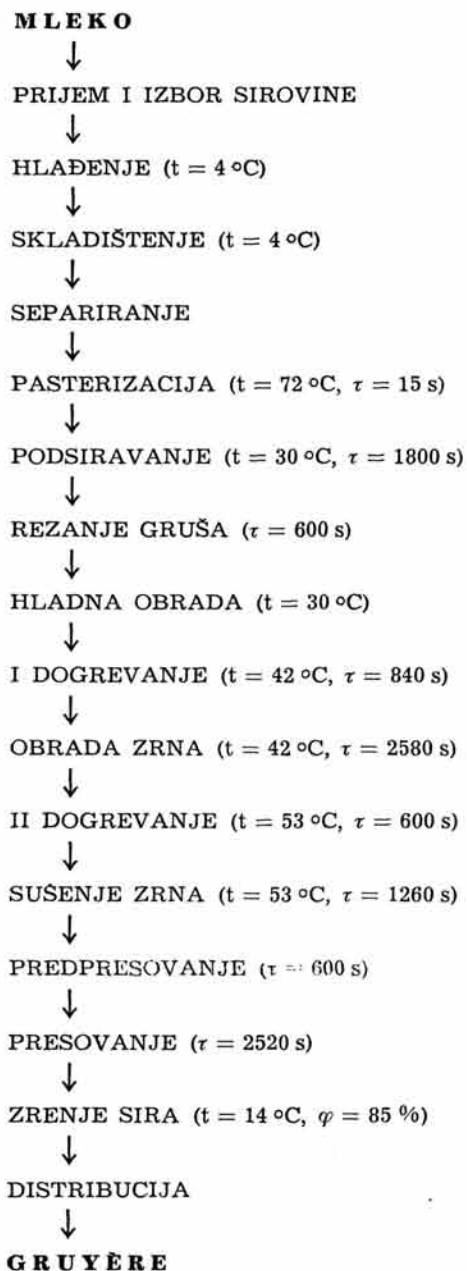 MLEKO
↓
PRIJEM I IZBOR SIROVINE
↓
HLAĐENJE (t = 4 °C)
↓
SKLADIŠTENJE (t = 4 °C)
↓
SEPARIRANJE
↓
PASTERIZACIJA (t = 72 °C, τ = 15 s)
↓
PODSIRAVANJE (t = 30 °C, τ = 1800 s)
↓
REZANJE GRUŠA (τ = 600 s)
↓
HLADNA OBRADA (t = 30 °C)
↓
I DOGREVANJE (t = 42 °C, τ = 840 s)
↓
OBRADA ZRNA (t = 42 °C, τ = 2580 s)
↓
II DOGREVANJE (t = 53 °C, τ = 600 s)
↓
SUŠENJE ZRNA (t = 53 °C, τ = 1260 s)
↓
PREDPRESOVANJE (τ = 600 s)
↓
PRESOVANJE (τ = 2520 s)
↓
ZRENJE SIRA (t = 14 °C, φ = 85 %)
↓
DISTRIBUCIJA
↓
GRUYÈRE